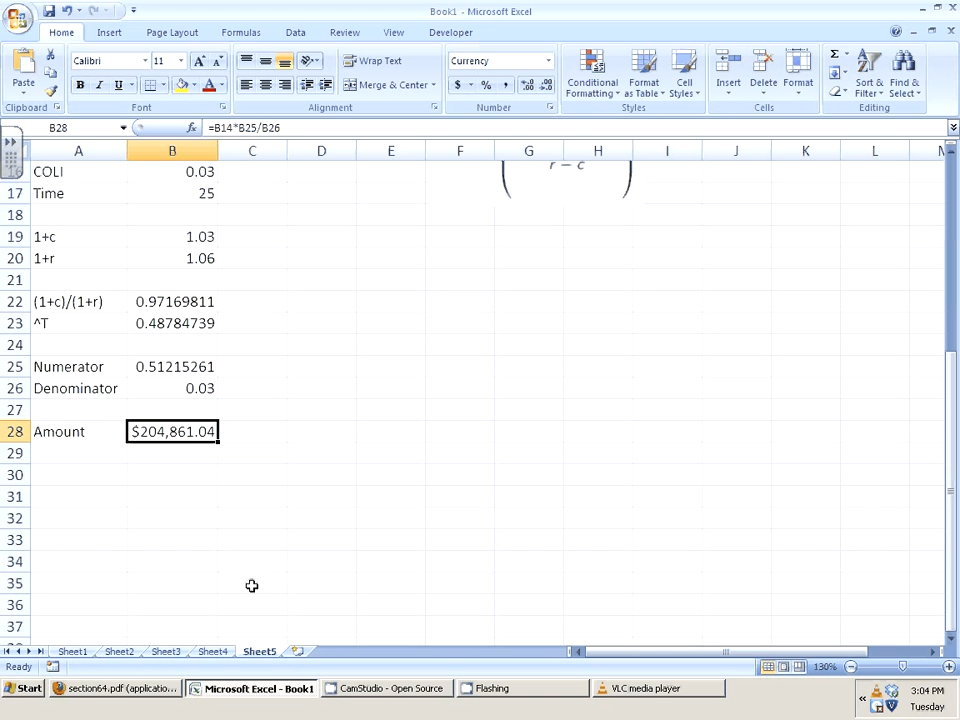 Book1 - Microsoft Excel
Home Insert Page Layout Formulas Data Review View Developer
Paste
Calibri 11
B I U
Wrap Text
Merge & Center
Currency
$ % ,
Conditional Formatting
Format as Table
Cell Styles
Insert Delete Format
Sort & Filter
Find & Select
Clipboard Font Alignment Number Styles Cells Editing
B28 fx =B14*B25/B26
A B C D E F G H I J K L M
16 COLI 0.03
r − c
17 Time 25
18
19 1+c 1.03
20 1+r 1.06
21
22 (1+c)/(1+r) 0.97169811
23 ^T 0.48784739
24
25 Numerator 0.51215261
26 Denominator 0.03
27
28 Amount $204,861.04
29
30
31
32
33
34
35
36
37
Sheet1 Sheet2 Sheet3 Sheet4 Sheet5
Ready 130%
Start section64.pdf (applicatio... Microsoft Excel - Book1 CamStudio - Open Source Flashing VLC media player 3:04 PM
Tuesday